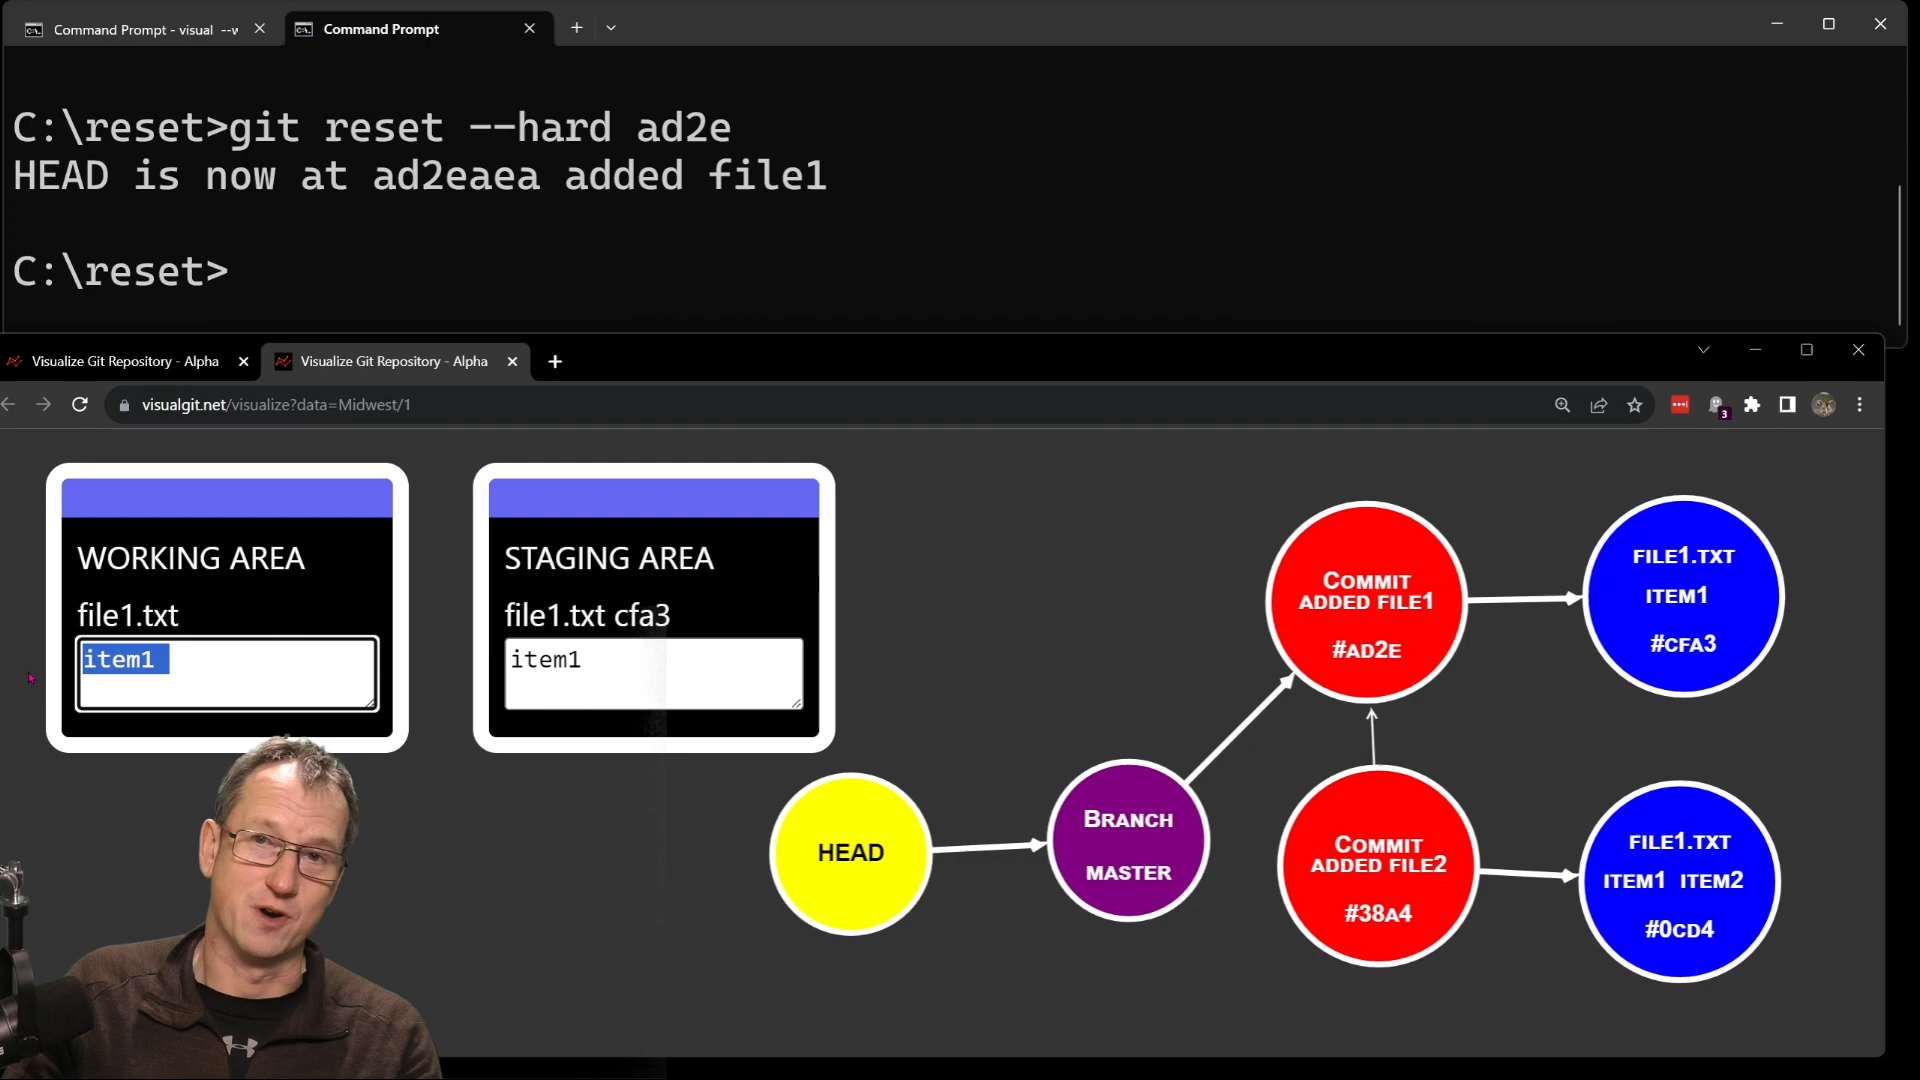 Command Prompt - visual --w
Command Prompt
C:\reset>git reset --hard ad2e
HEAD is now at ad2eaea added file1
C:\reset>
Visualize Git Repository - Alpha
Visualize Git Repository - Alpha
visualgit.net/visualize?data=Midwest/1
3
WORKING AREA
file1.txt
item1
STAGING AREA
file1.txt cfa3
item1
COMMIT
ADDED FILE1
#AD2E
FILE1.TXT
ITEM1
#CFA3
HEAD
BRANCH
MASTER
COMMIT
ADDED FILE2
#38A4
FILE1.TXT
ITEM1 ITEM2
#0CD4